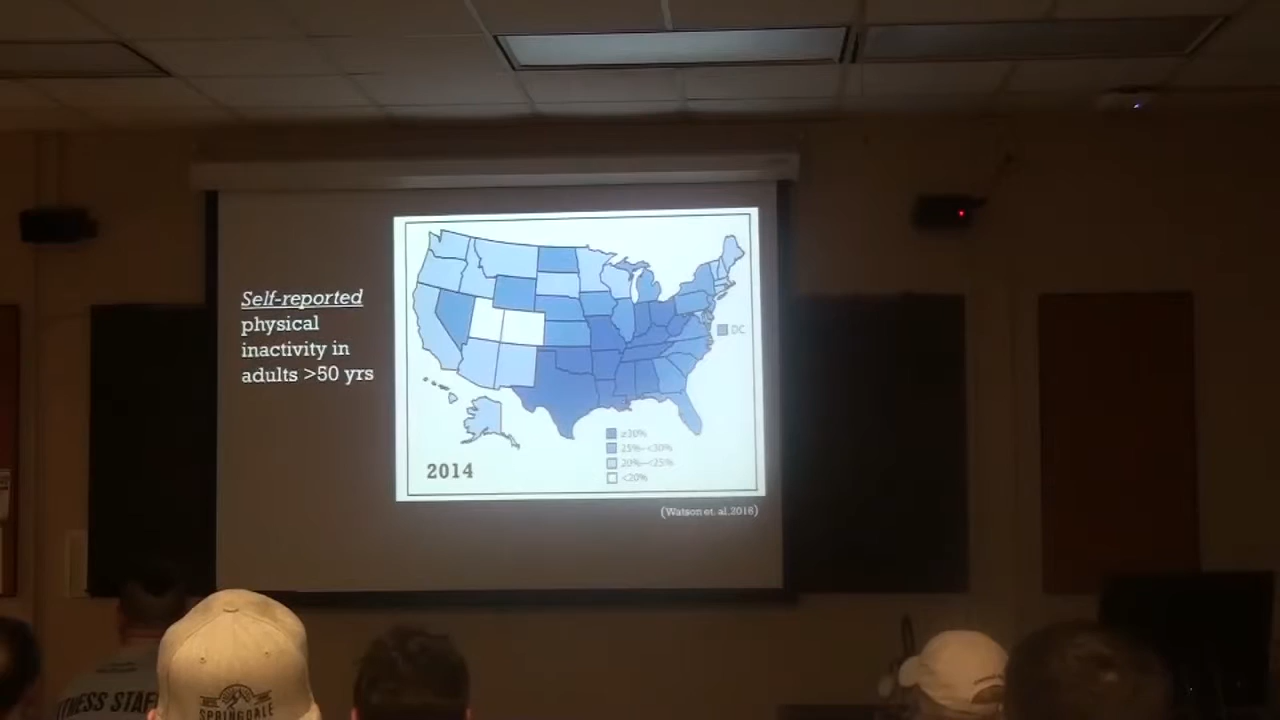 Self-reported
physical
inactivity in
adults >50 yrs
DC
≥30%
25%-<30%
20%-<25%
<20%
2014
(Watson et. al,2016)
SPRINGDALE